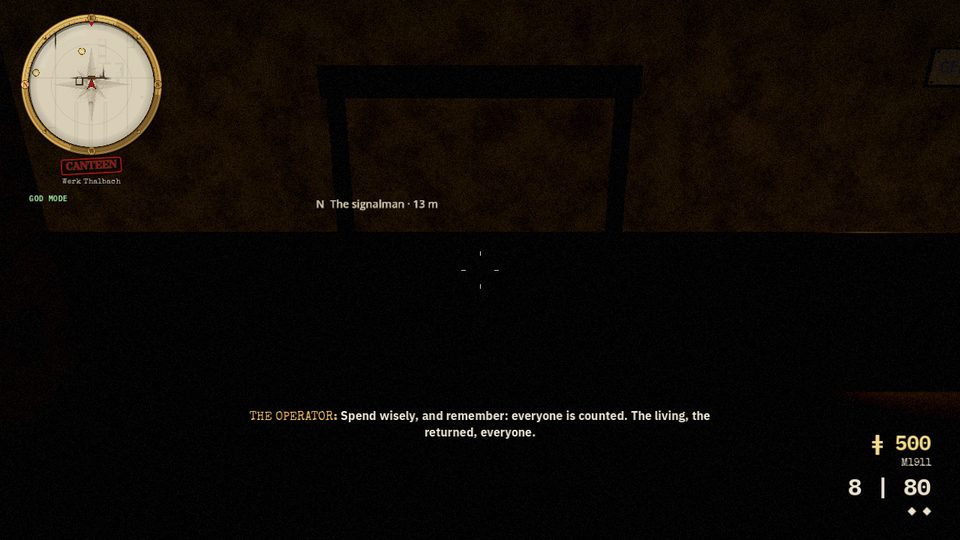 CANTEEN
Werk Thalbach
GOD MODE
N The signalman · 13 m
THE OPERATOR: Spend wisely, and remember: everyone is counted. The living, the
returned, everyone.
500
M1911
8 | 80